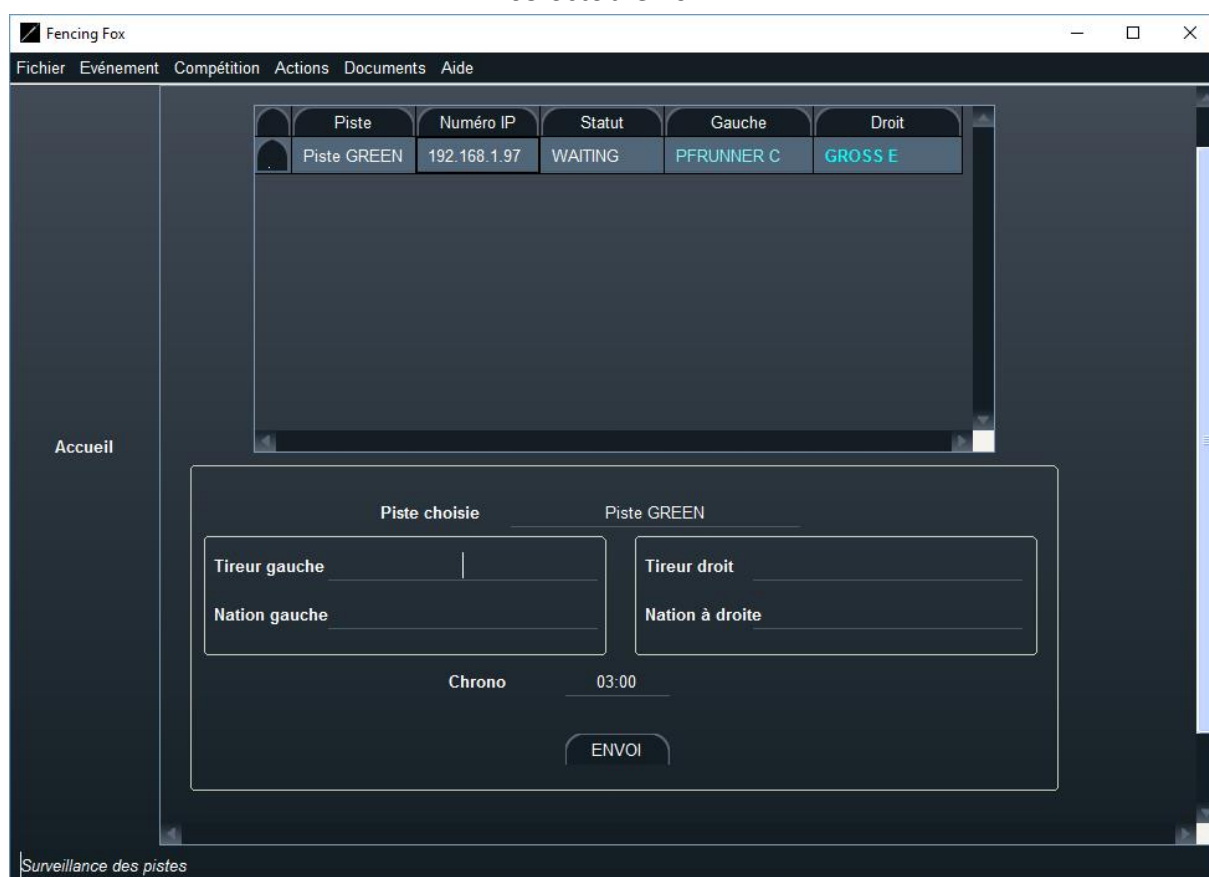 Fencing Fox
Fichier Evénement Compétition Actions Documents Aide
Piste Numéro IP Statut Gauche Droit
Piste GREEN 192.168.1.97 WAITING PFRUNNER C GROSS E
Accueil
Piste choisie Piste GREEN
Tireur gauche Tireur droit
Nation gauche Nation à droite
Chrono 03:00
ENVOI
Surveillance des pistes